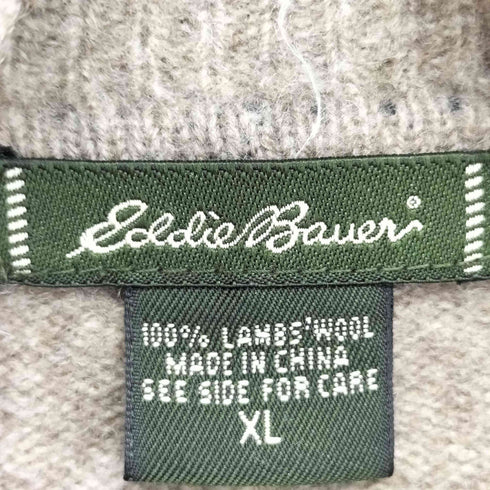 Eddie Bauer®
100% LAMBS' WOOL
MADE IN CHINA
SEE SIDE FOR CARE
XL